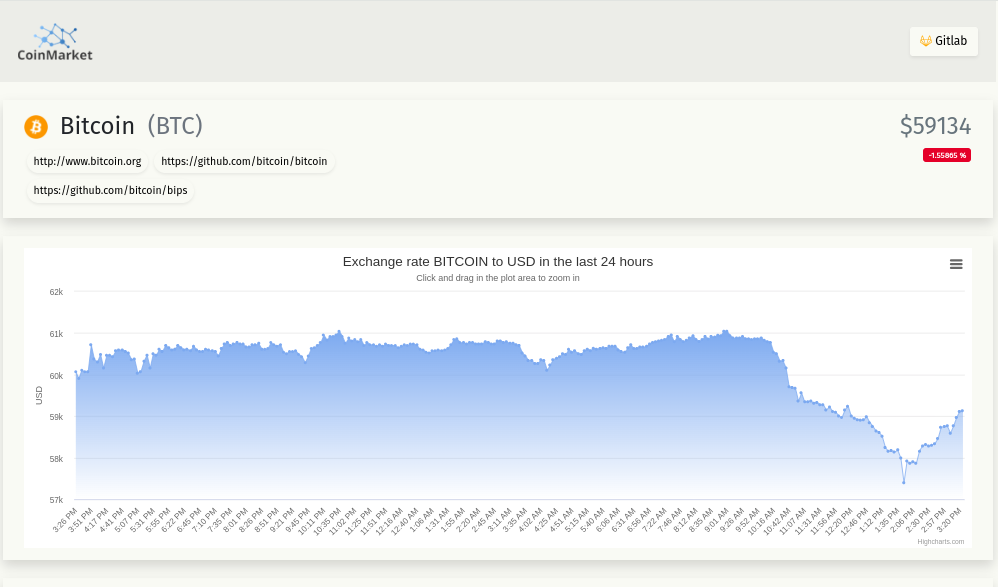 CoinMarket
Gitlab
Bitcoin (BTC)
$59134
-1.55865 %
http://www.bitcoin.org https://github.com/bitcoin/bitcoin
https://github.com/bitcoin/bips
Exchange rate BITCOIN to USD in the last 24 hours
Click and drag in the plot area to zoom in
62k
61k
60k
59k
58k
57k
USD
3:26 PM 3:51 PM 4:17 PM 4:41 PM 5:07 PM 5:31 PM 5:55 PM 6:22 PM 6:45 PM 7:10 PM 7:35 PM 8:01 PM 8:26 PM 8:51 PM 9:21 PM 9:45 PM 10:11 PM 10:35 PM 11:02 PM 11:25 PM 11:51 PM 12:16 AM 12:40 AM 1:06 AM 1:31 AM 1:55 AM 2:20 AM 2:45 AM 3:11 AM 3:35 AM 4:02 AM 4:25 AM 4:51 AM 5:15 AM 5:40 AM 6:06 AM 6:31 AM 6:56 AM 7:22 AM 7:46 AM 8:12 AM 8:35 AM 9:01 AM 9:26 AM 9:52 AM 10:16 AM 10:42 AM 11:07 AM 11:31 AM 11:56 AM 12:20 PM 12:46 PM 1:12 PM 1:35 PM 2:06 PM 2:30 PM 2:57 PM 3:20 PM
Highcharts.com